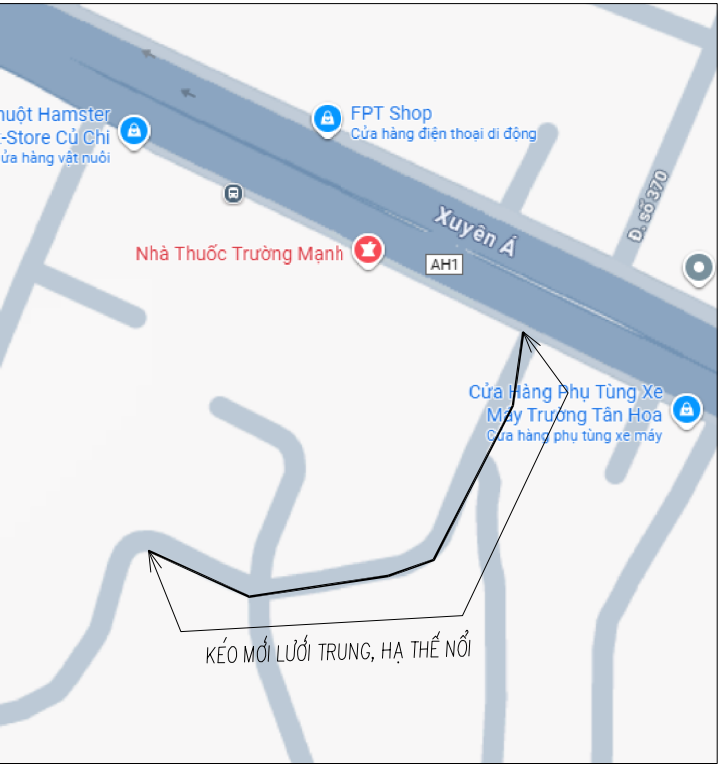 FPT Shop
Cửa hàng điện thoại di động
huột Hamster
-Store Củ Chi
ửa hàng vật nuôi
Đ. số 370
Xuyên Á
Nhà Thuốc Trường Mạnh
AH1
Cửa Hàng Phụ Tùng Xe
Máy Trường Tân Hoa
Cửa hàng phụ tùng xe máy
KÉO MỚI LƯỚI TRUNG, HẠ THẾ NỔI